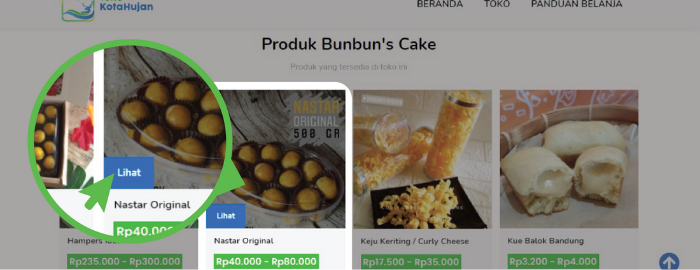 KotaHujan
BERANDA TOKO PANDUAN BELANJA
Produk Bunbun's Cake
Produk yang tersedia di toko ini
NASTAR
ORIGINAL
500 GR
Lihat
Nastar Original
Rp40.000
Lihat
Hampers
Nastar Original
Keju Keriting / Curly Cheese
Kue Balok Bandung
Rp235.000 - Rp300.000
Rp40.000 - Rp80.000
Rp17.500 - Rp35.000
Rp3.200 - Rp4.000